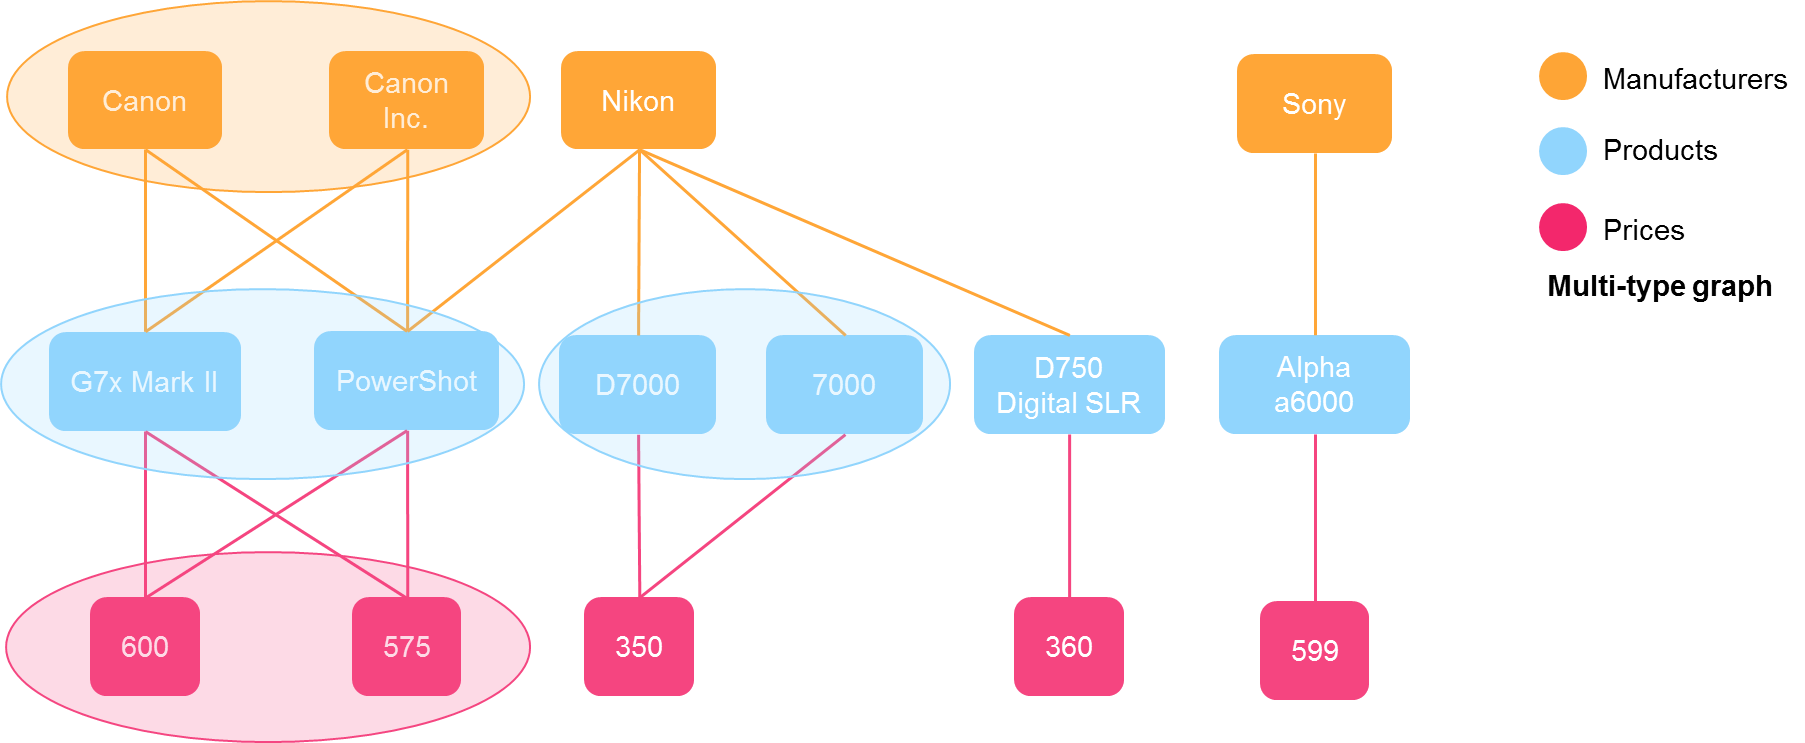 Canon
Canon
Inc.
Nikon
Sony
Manufacturers
Products
Prices
Multi-type graph
G7x Mark II
PowerShot
D7000
7000
D750
Digital SLR
Alpha
a6000
600
575
350
360
599